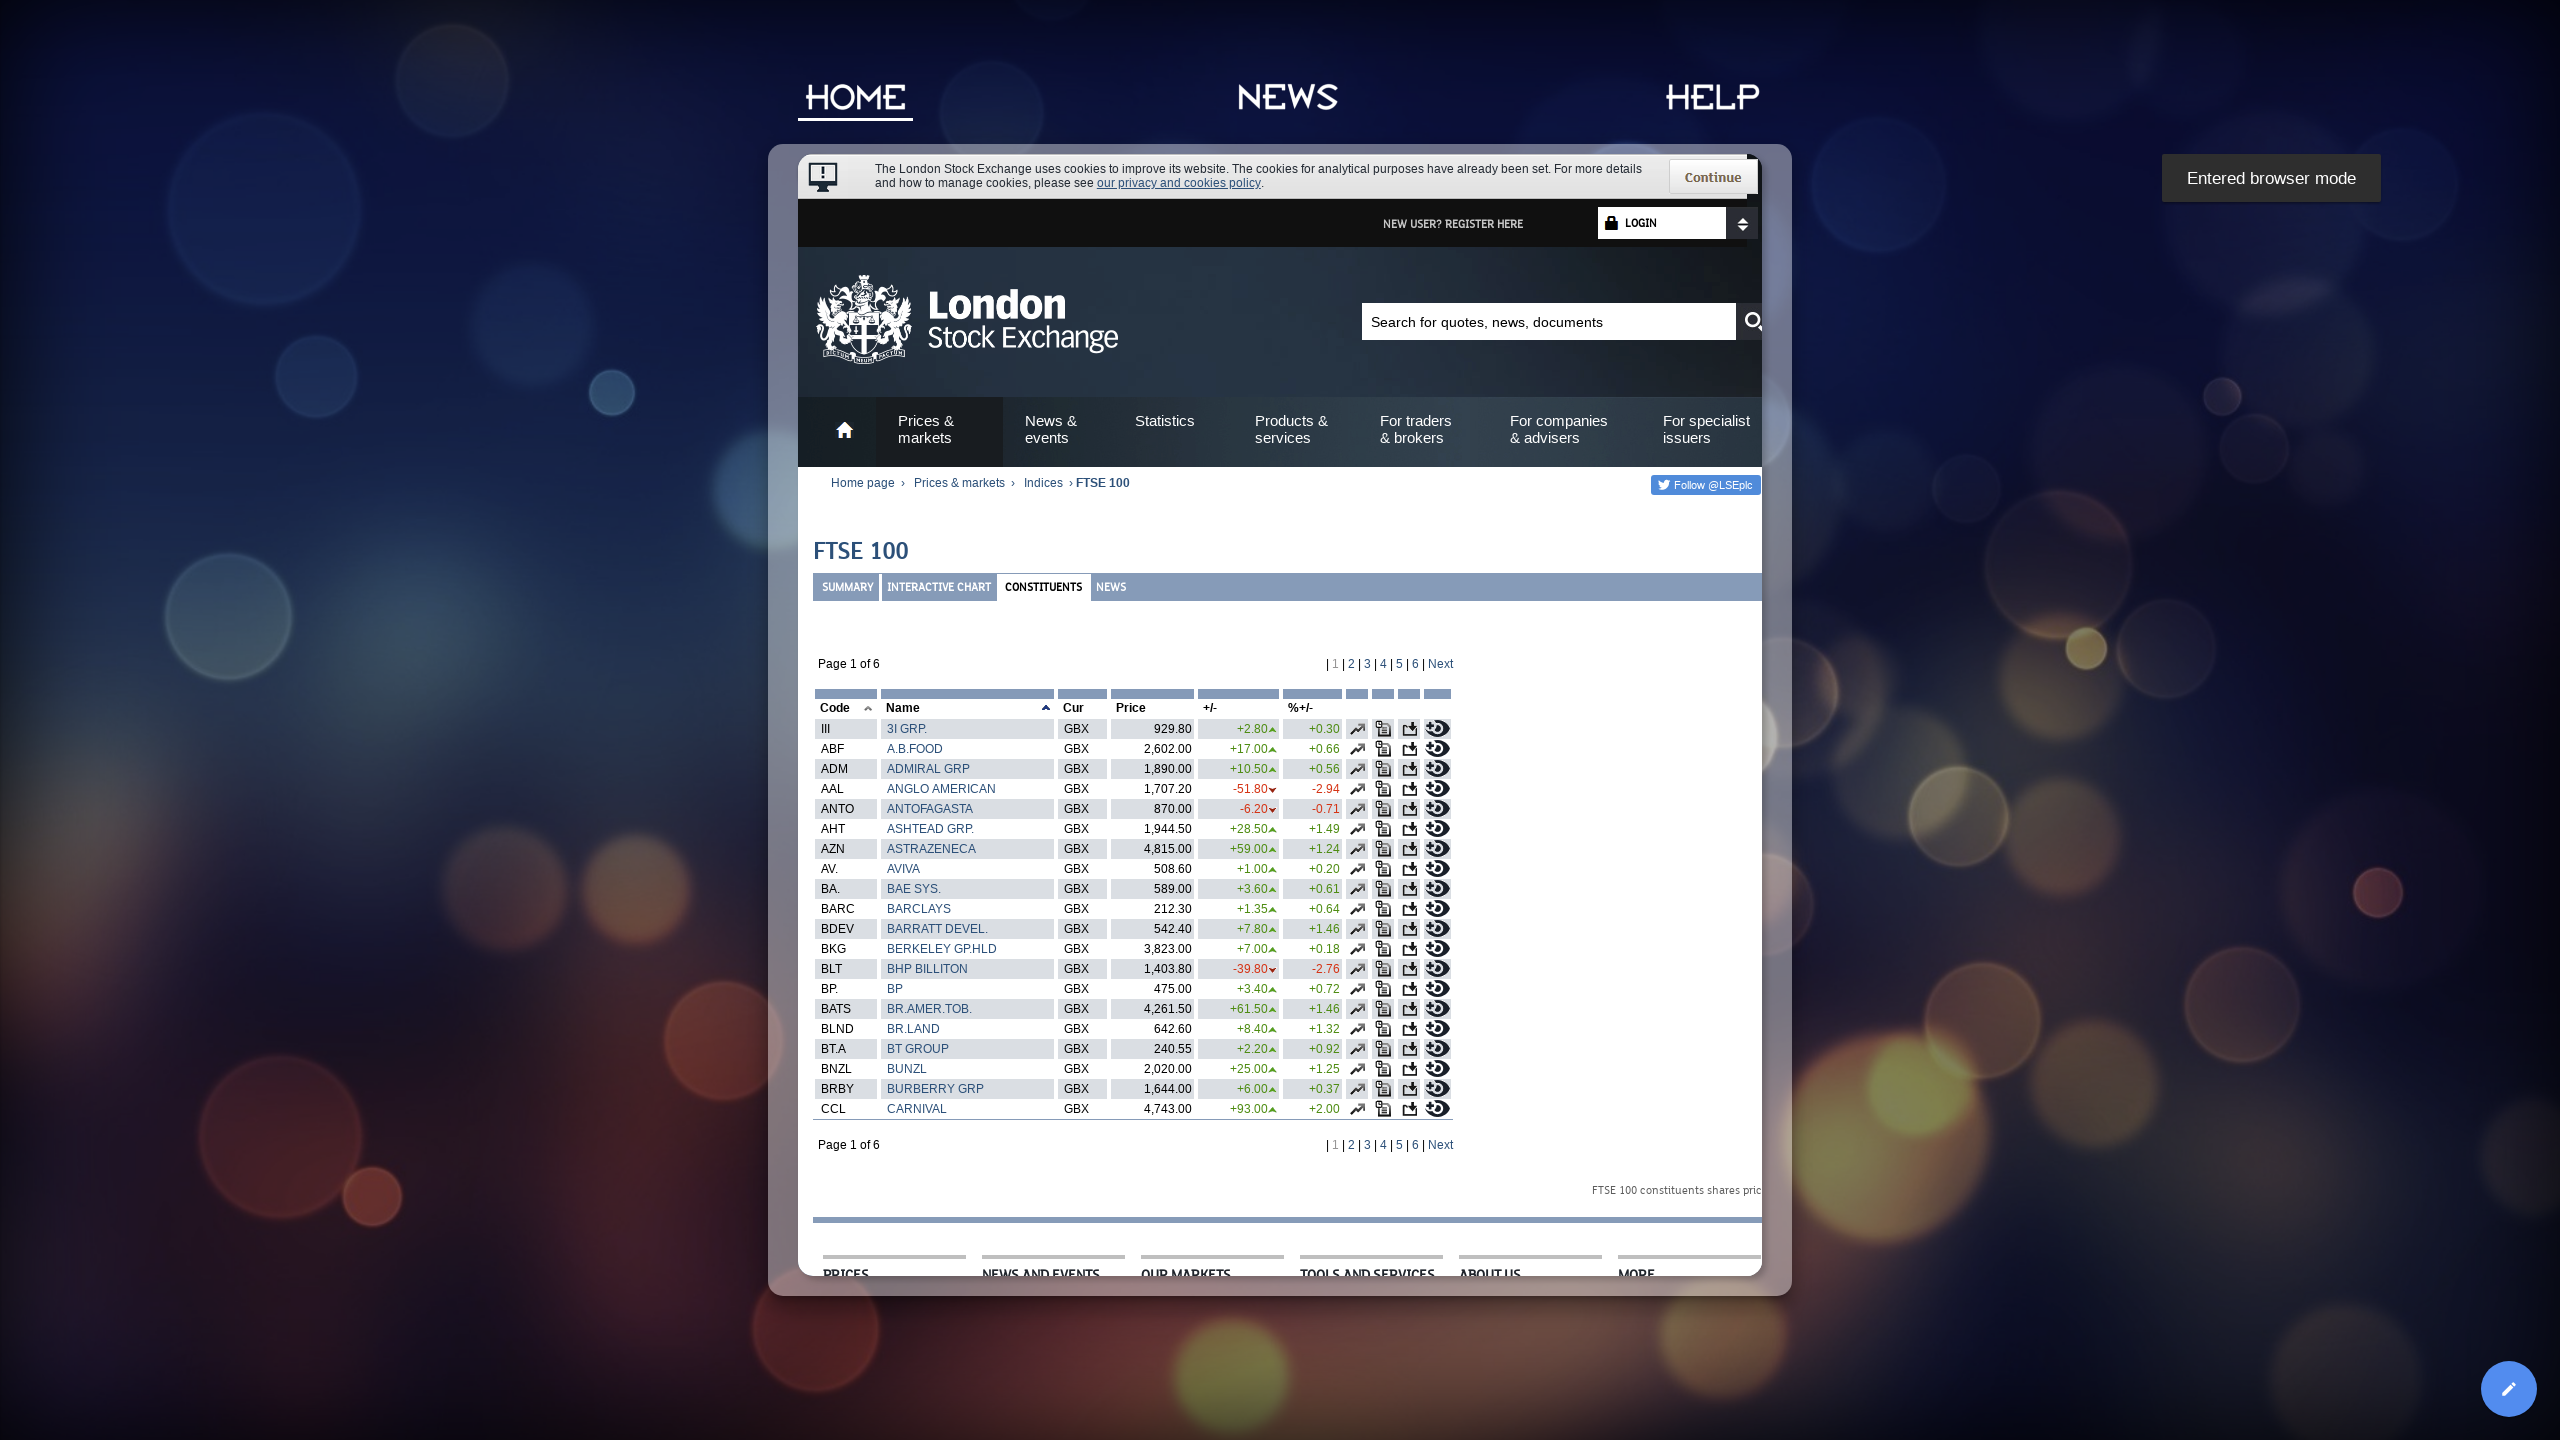 HOME NEWS HELP
The London Stock Exchange uses cookies to improve its website. The cookies for analytical purposes have already been set. For more details
and how to manage cookies, please see our privacy and cookies policy.
Continue
Entered browser mode
NEW USER? REGISTER HERE
LOGIN
London
Stock Exchange
Search for quotes, news, documents
Prices &
markets
News &
events
Statistics
Products &
services
For traders
& brokers
For companies
& advisers
For specialist
issuers
Home page › Prices & markets › Indices › FTSE 100
Follow @LSEplc
FTSE 100
SUMMARY INTERACTIVE CHART CONSTITUENTS NEWS
Page 1 of 6 | 1 | 2 | 3 | 4 | 5 | 6 | Next
Code Name Cur Price +/- %+/-
III 3I GRP. GBX 929.80 +2.80 +0.30
ABF A.B.FOOD GBX 2,602.00 +17.00 +0.66
ADM ADMIRAL GRP GBX 1,890.00 +10.50 +0.56
AAL ANGLO AMERICAN GBX 1,707.20 -51.80 -2.94
ANTO ANTOFAGASTA GBX 870.00 -6.20 -0.71
AHT ASHTEAD GRP. GBX 1,944.50 +28.50 +1.49
AZN ASTRAZENECA GBX 4,815.00 +59.00 +1.24
AV. AVIVA GBX 508.60 +1.00 +0.20
BA. BAE SYS. GBX 589.00 +3.60 +0.61
BARC BARCLAYS GBX 212.30 +1.35 +0.64
BDEV BARRATT DEVEL. GBX 542.40 +7.80 +1.46
BKG BERKELEY GP.HLD GBX 3,823.00 +7.00 +0.18
BLT BHP BILLITON GBX 1,403.80 -39.80 -2.76
BP. BP GBX 475.00 +3.40 +0.72
BATS BR.AMER.TOB. GBX 4,261.50 +61.50 +1.46
BLND BR.LAND GBX 642.60 +8.40 +1.32
BT.A BT GROUP GBX 240.55 +2.20 +0.92
BNZL BUNZL GBX 2,020.00 +25.00 +1.25
BRBY BURBERRY GRP GBX 1,644.00 +6.00 +0.37
CCL CARNIVAL GBX 4,743.00 +93.00 +2.00
Page 1 of 6 | 1 | 2 | 3 | 4 | 5 | 6 | Next
FTSE 100 constituents shares pric
PRICES NEWS AND EVENTS OUR MARKETS TOOLS AND SERVICES ABOUT US MORE